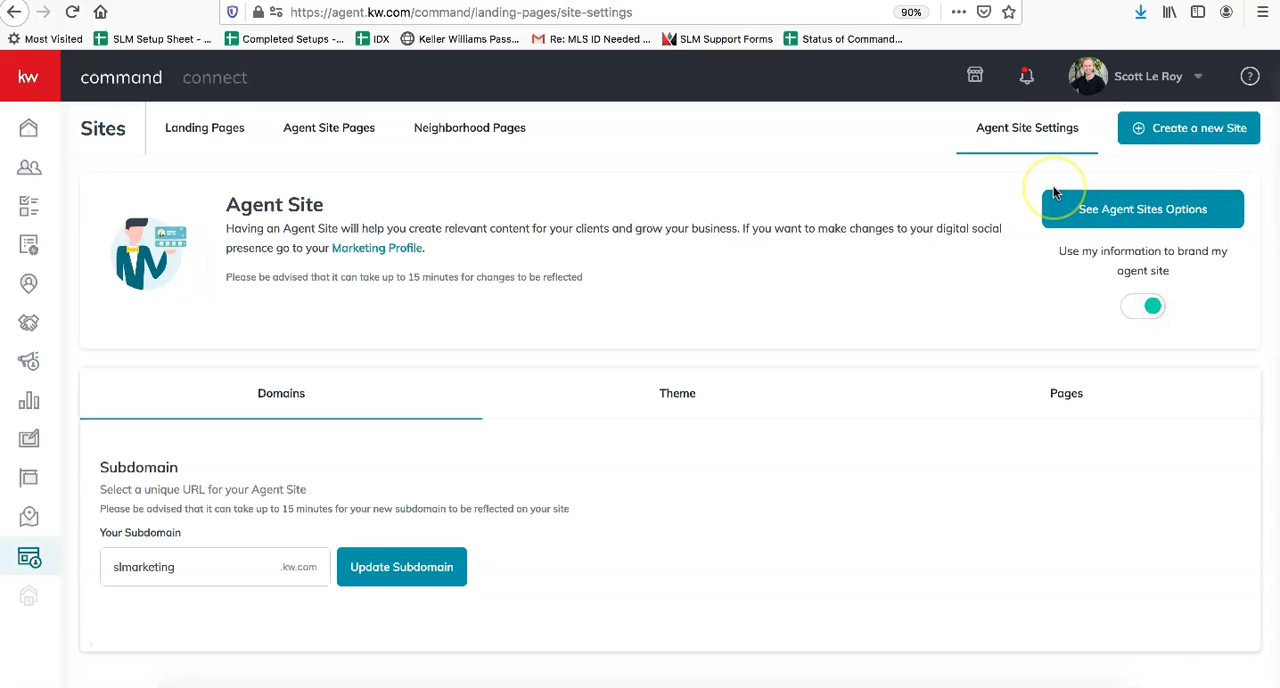 https://agent.kw.com/command/landing-pages/site-settings
90%
Most Visited
SLM Setup Sheet - ...
Completed Setups -...
IDX
Keller Williams Pass...
Re: MLS ID Needed ...
SLM Support Forms
Status of Command...
kw
command
connect
Scott Le Roy
?
Sites
Landing Pages
Agent Site Pages
Neighborhood Pages
Agent Site Settings
Create a new Site
Agent Site
Having an Agent Site will help you create relevant content for your clients and grow your business. If you want to make changes to your digital social
presence go to your Marketing Profile.
Please be advised that it can take up to 15 minutes for changes to be reflected
See Agent Sites Options
Use my information to brand my
agent site
Domains
Theme
Pages
Subdomain
Select a unique URL for your Agent Site
Please be advised that it can take up to 15 minutes for your new subdomain to be reflected on your site
Your Subdomain
slmarketing
.kw.com
Update Subdomain